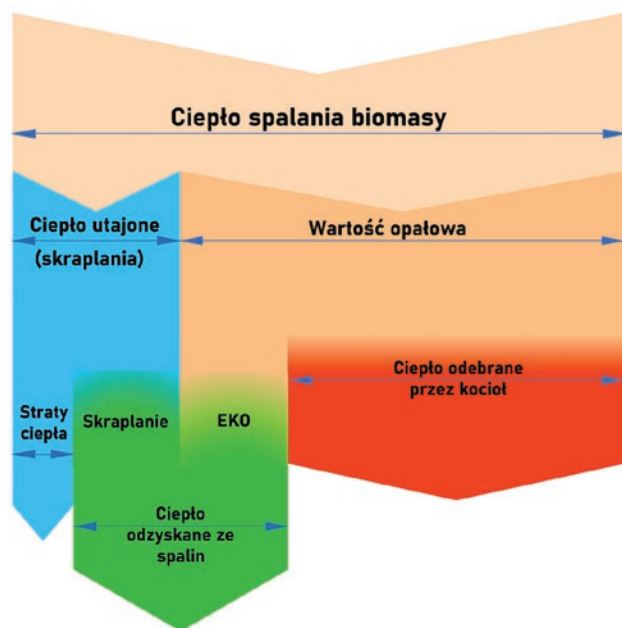 Ciepło spalania biomasy
Ciepło utajone
(skraplania)
Wartość opałowa
Ciepło odebrane
przez kocioł
Straty
ciepła
Skraplanie
EKO
Ciepło
odzyskane ze
spalin